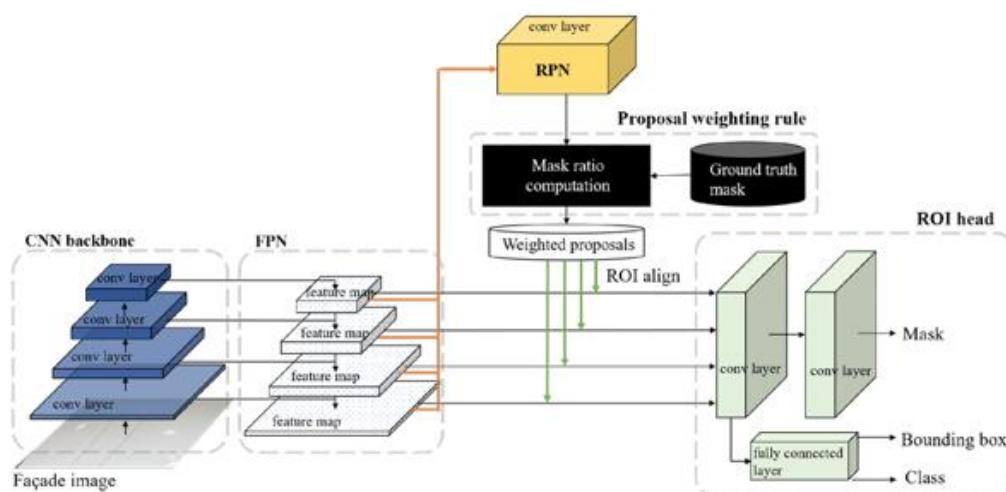 conv layer
RPN
Proposal weighting rule
Mask ratio
computation
Ground truth
mask
ROI head
CNN backbone
FPN
Weighted proposals
ROI align
conv layer
conv layer
conv layer
conv layer
feature map
feature map
feature map
feature map
conv layer
conv layer
Mask
Façade image
fully connected
layer
Bounding box
Class